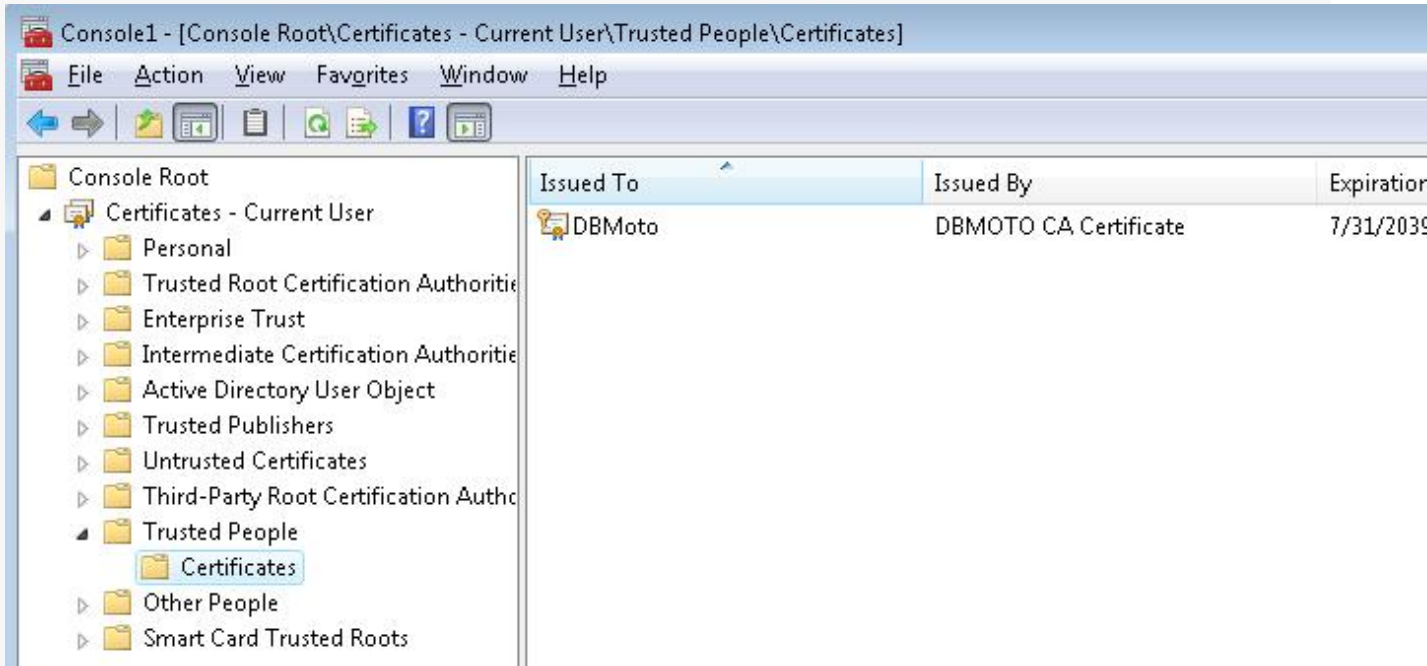 Console1 - [Console Root\Certificates - Current User\Trusted People\Certificates]
File Action View Favorites Window Help
Console Root
Certificates - Current User
Personal
Trusted Root Certification Authoritie
Enterprise Trust
Intermediate Certification Authoritie
Active Directory User Object
Trusted Publishers
Untrusted Certificates
Third-Party Root Certification Autho
Trusted People
Certificates
Other People
Smart Card Trusted Roots
Issued To Issued By Expiration
DBMoto DBMOTO CA Certificate 7/31/2039